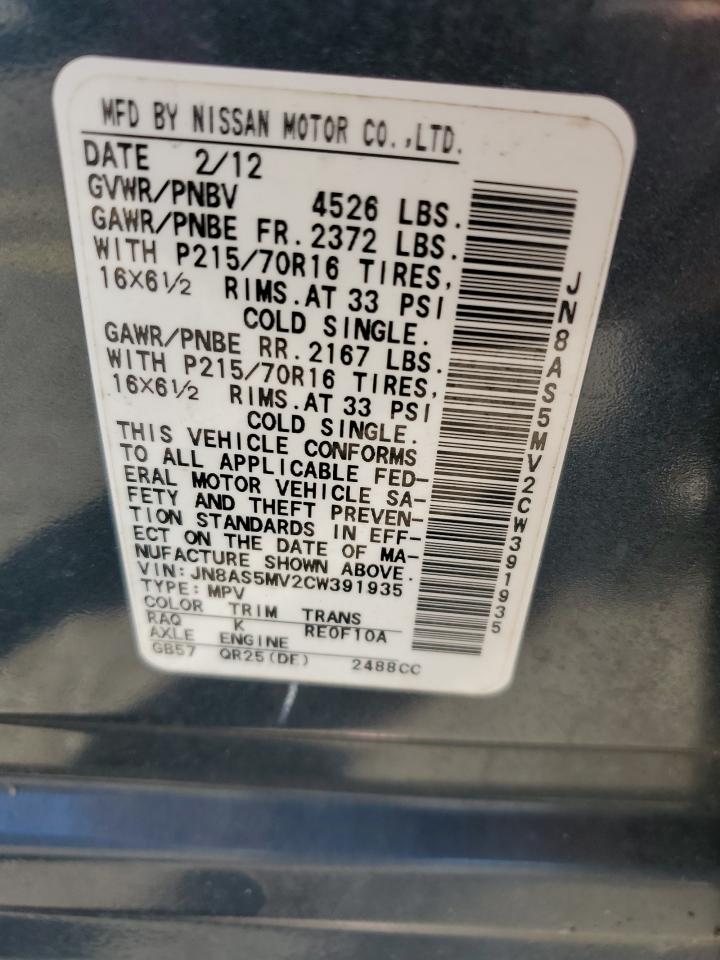 MFD BY NISSAN MOTOR CO.,LTD.
DATE 2/12
GVWR/PNBV 4526 LBS.
GAWR/PNBE FR. 2372 LBS.
WITH P215/70R16 TIRES,
16X6½ RIMS.AT 33 PSI
COLD SINGLE.
GAWR/PNBE RR. 2167 LBS.
WITH P215/70R16 TIRES,
16X6½ RIMS.AT 33 PSI
COLD SINGLE.
THIS VEHICLE CONFORMS
TO ALL APPLICABLE FED-
ERAL MOTOR VEHICLE SA-
FETY AND THEFT PREVEN-
TION STANDARDS IN EFF-
ECT ON THE DATE OF MA-
NUFACTURE SHOWN ABOVE.
VIN: JN8AS5MV2CW391935
TYPE: MPV
COLOR TRIM TRANS
RAQ K RE0F10A
AXLE ENGINE
GB57 QR25(DE) 2488CC
JN8AS5MV2CW391935